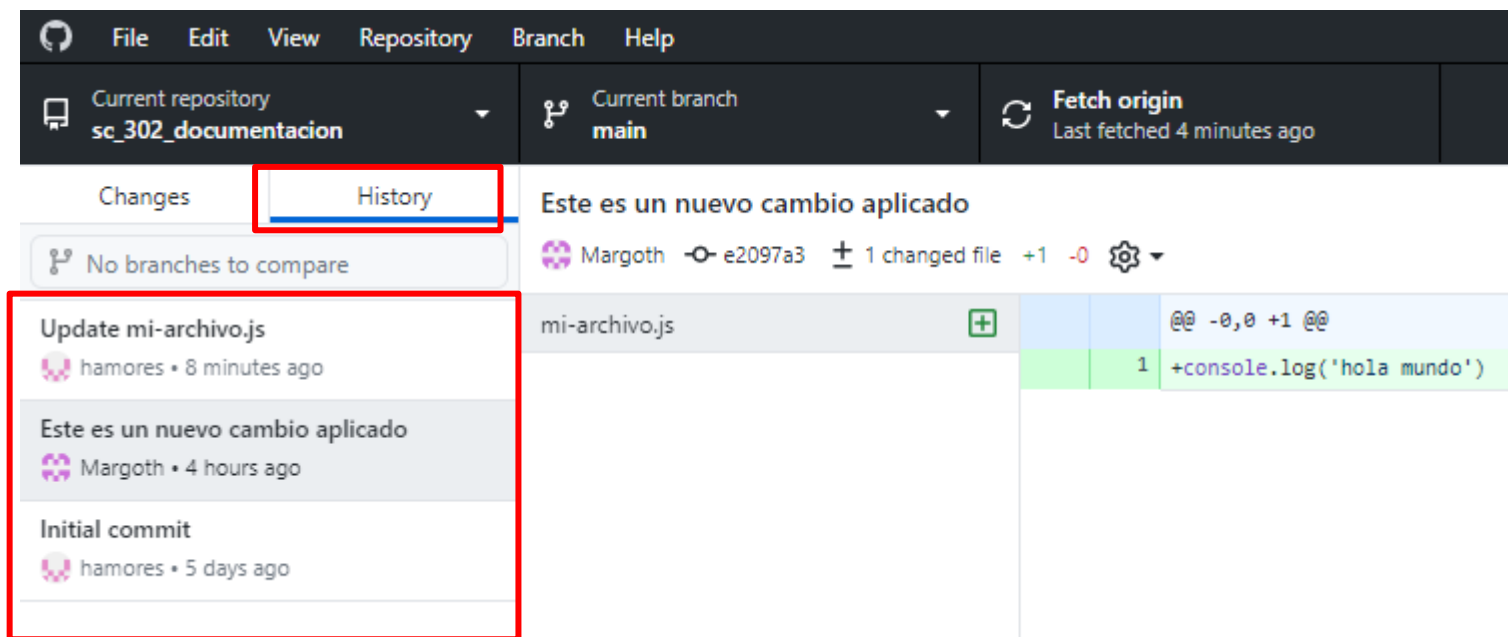 File Edit View Repository Branch Help
Current repository
sc_302_documentacion
Current branch
main
Fetch origin
Last fetched 4 minutes ago
Changes
History
No branches to compare
Update mi-archivo.js
hamores • 8 minutes ago
Este es un nuevo cambio aplicado
Margoth • 4 hours ago
Initial commit
hamores • 5 days ago
Este es un nuevo cambio aplicado
Margoth e2097a3 1 changed file +1 -0
mi-archivo.js
@@ -0,0 +1 @@
1 +console.log('hola mundo')